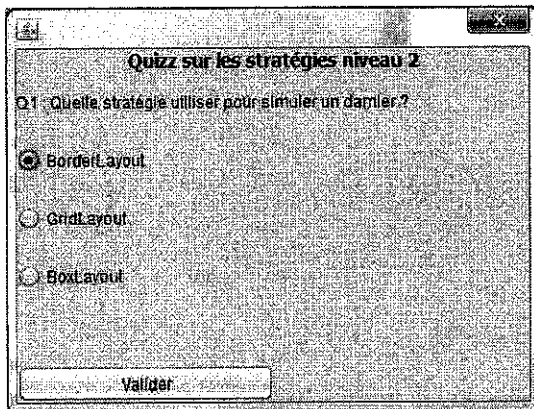 Quizz sur les stratégies niveau 2
Q1 : Quelle stratégie utiliser pour simuler un damier ?
BorderLayout
GridLayout
BoxLayout
Valider